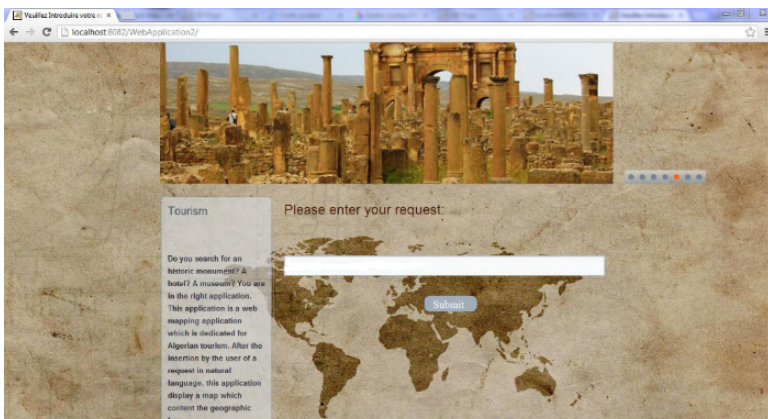 Veuillez Introduire votre
localhost:8082/WebApplication2/
Tourism
Please enter your request:
Do you search for an
historic monument? A
hotel? A museum? You are
in the right application.
This application is a web
mapping application
which is dedicated for
Algerian tourism. After the
insertion by the user of a
request in natural
language, this application
display a map which
content the geographic
Submit